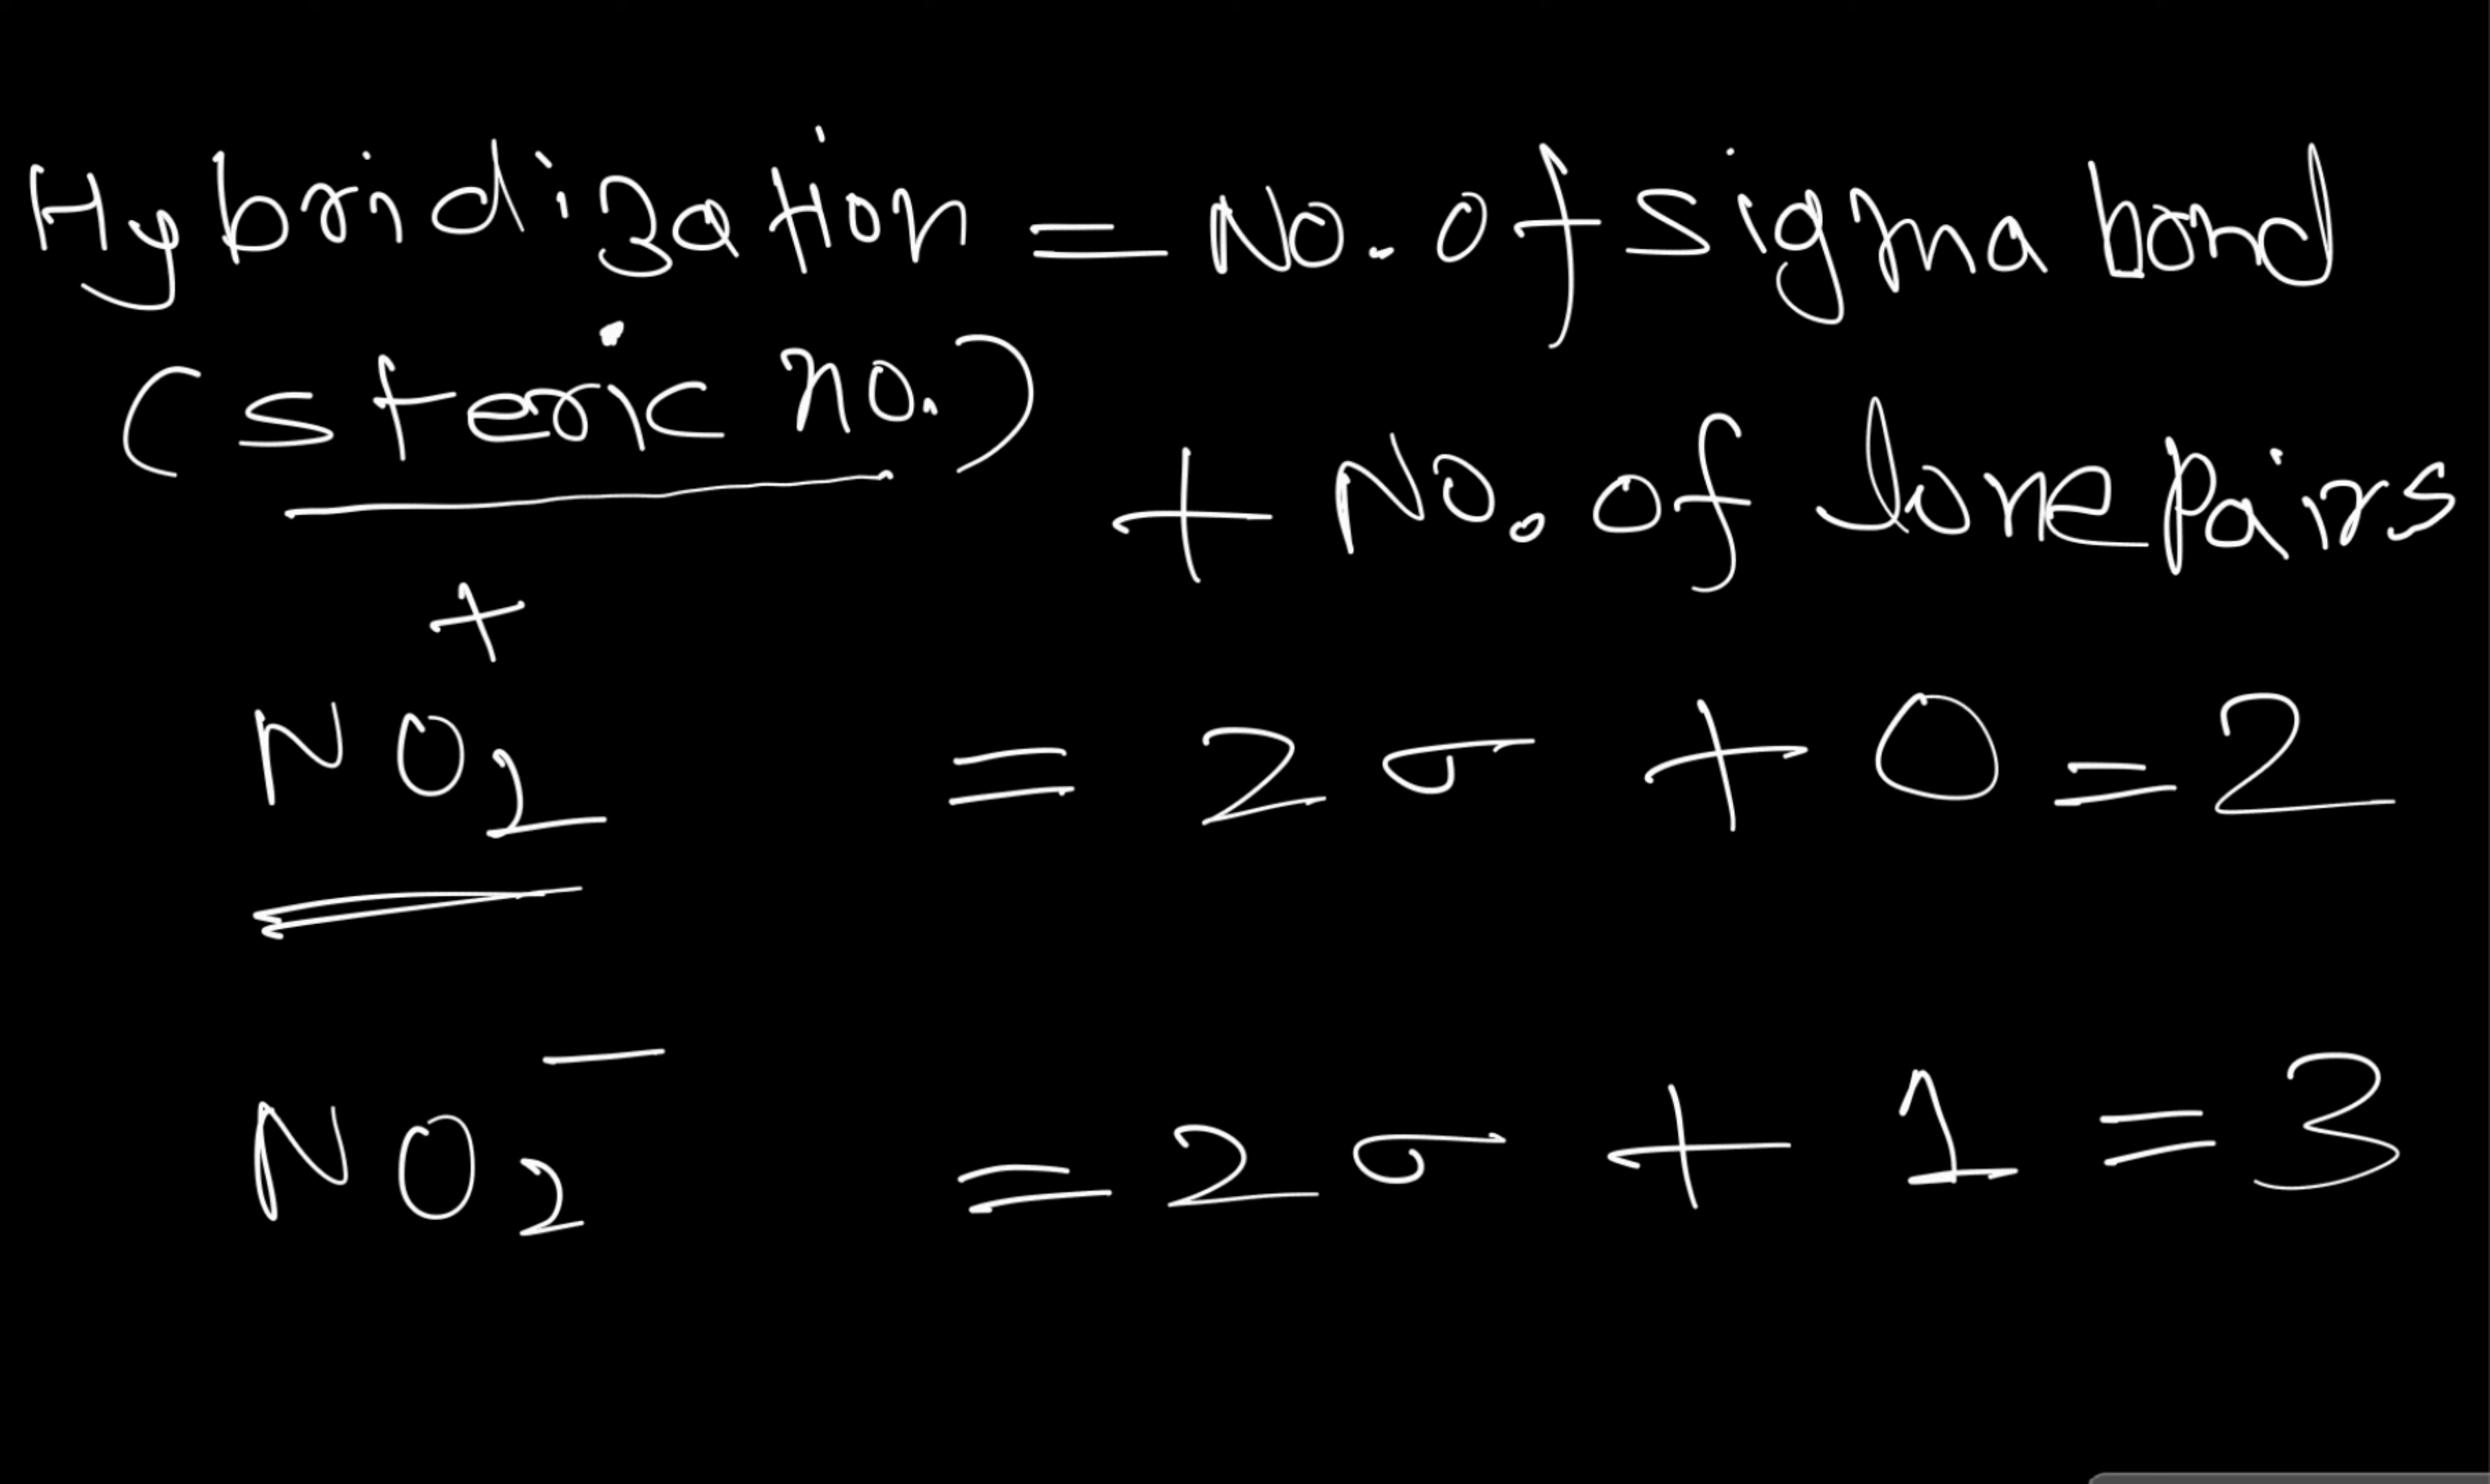 Hybridization = No. of sigma bond
(steric no.)
+ No. of lone pairs
NO₂⁺ = 2σ + 0 = 2
NO₂⁻ = 2σ + 1 = 3